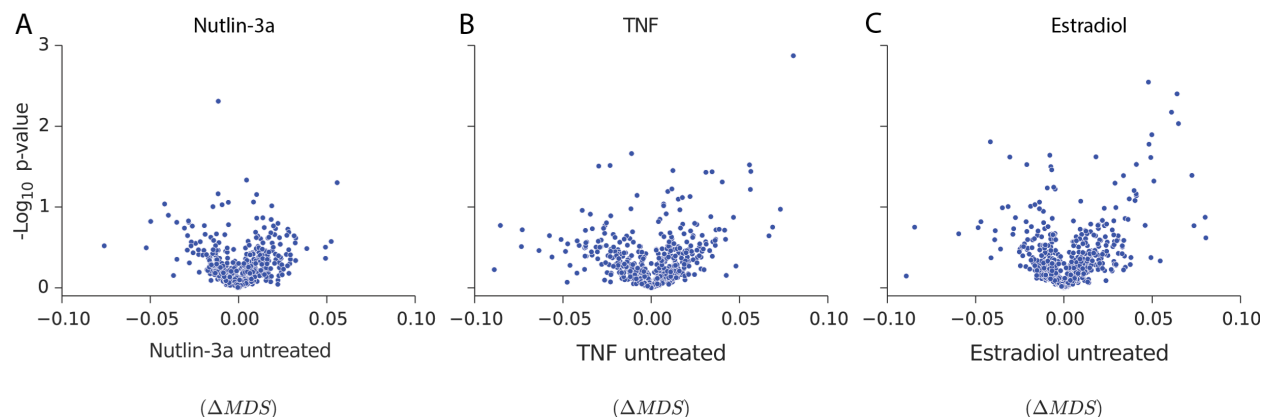 A Nutlin-3a
B TNF
C Estradiol
-Log10 p-value
3
2
1
0
−0.10 −0.05 0.00 0.05 0.10
−0.10 −0.05 0.00 0.05 0.10
−0.10 −0.05 0.00 0.05 0.10
Nutlin-3a untreated
TNF untreated
Estradiol untreated
(ΔMDS)
(ΔMDS)
(ΔMDS)